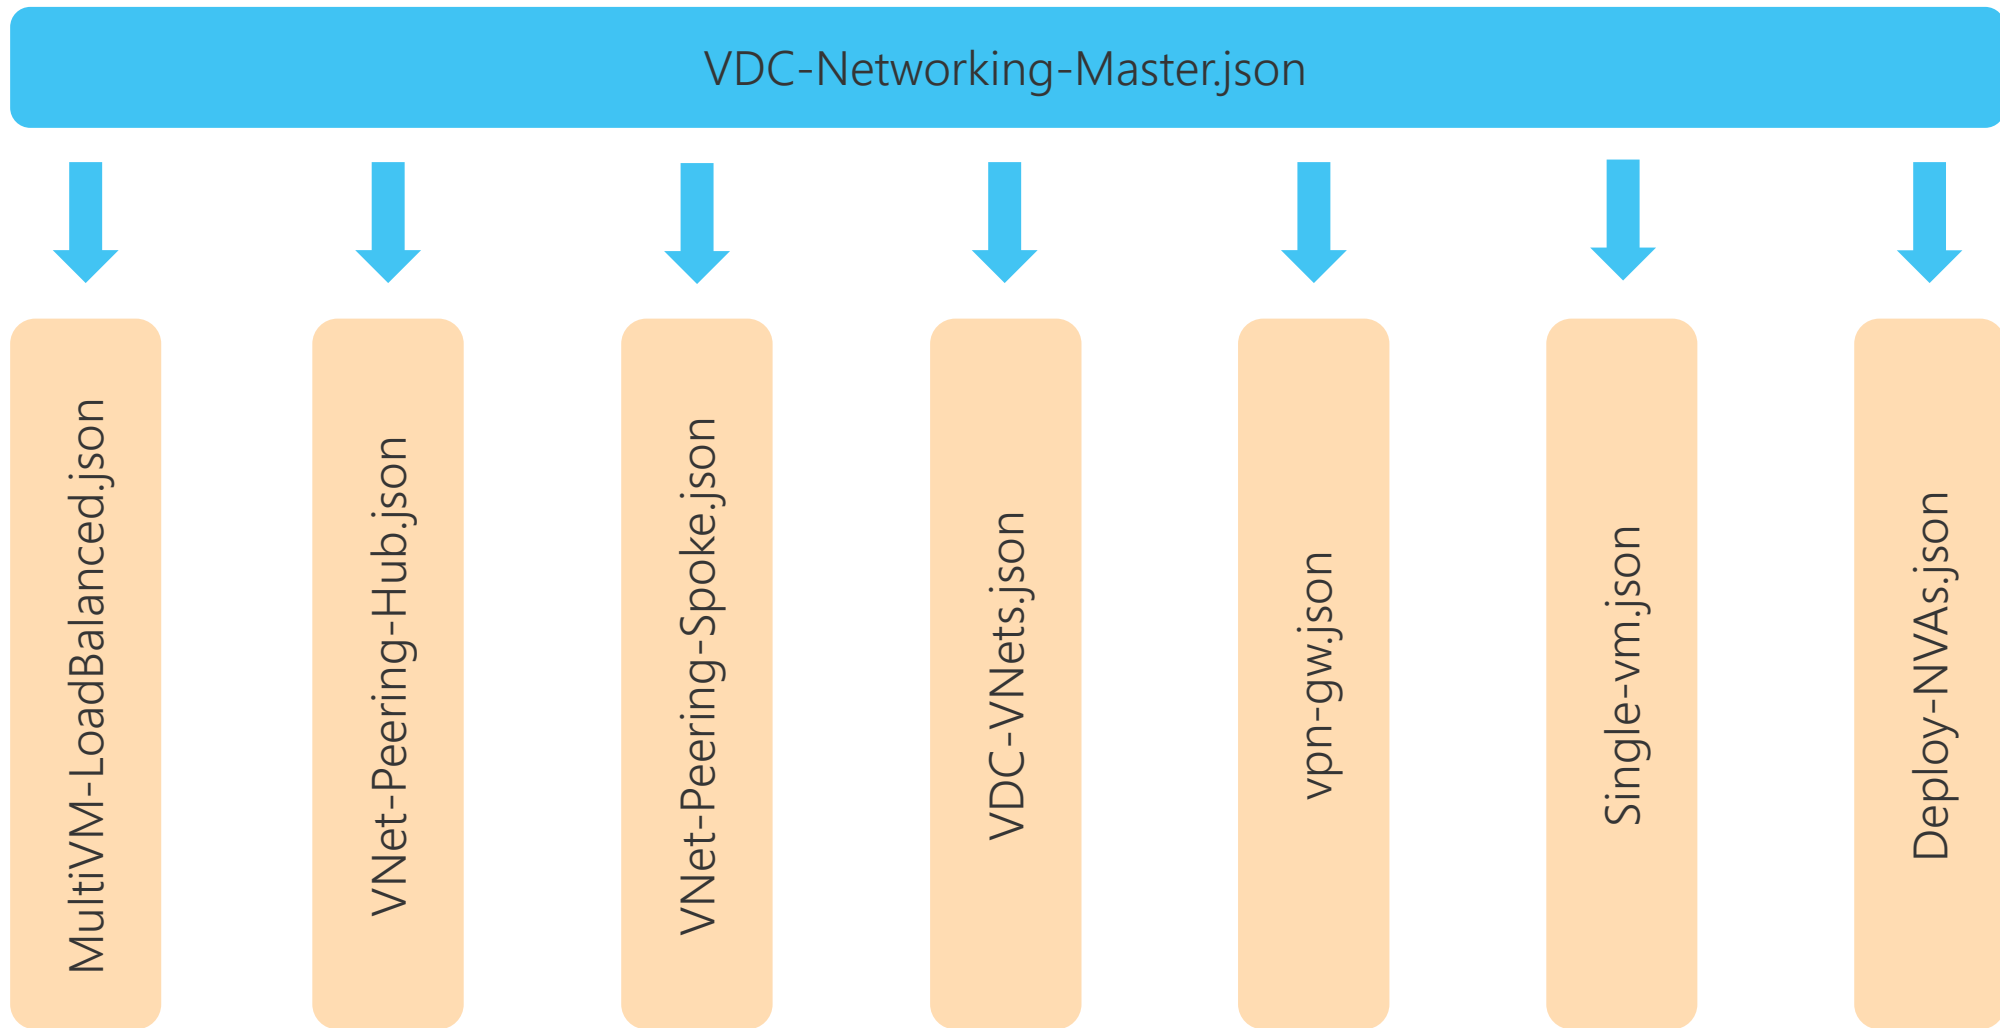 VDC-Networking-Master.json
MultiVM-LoadBalanced.json
VNet-Peering-Hub.json
VNet-Peering-Spoke.json
VDC-VNets.json
vpn-gw.json
Single-vm.json
Deploy-NVAs.json